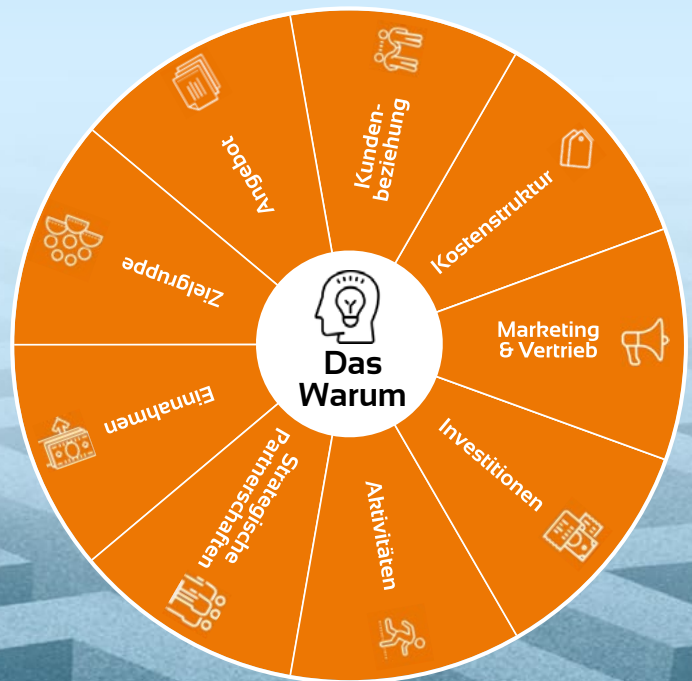 Das
Warum
Kunden-
beziehung
Kostenstruktur
Marketing
& Vertrieb
Investitionen
Aktivitäten
Strategische
Partnerschaften
Einnahmen
Zielgruppe
Angebot